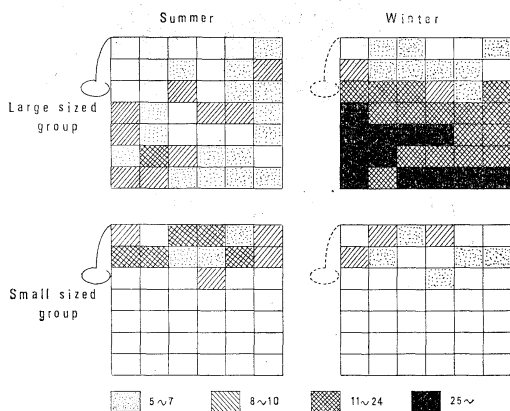 Summer
Winter
Large sized
group
Small sized
group
5～7
8～10
11～24
25～